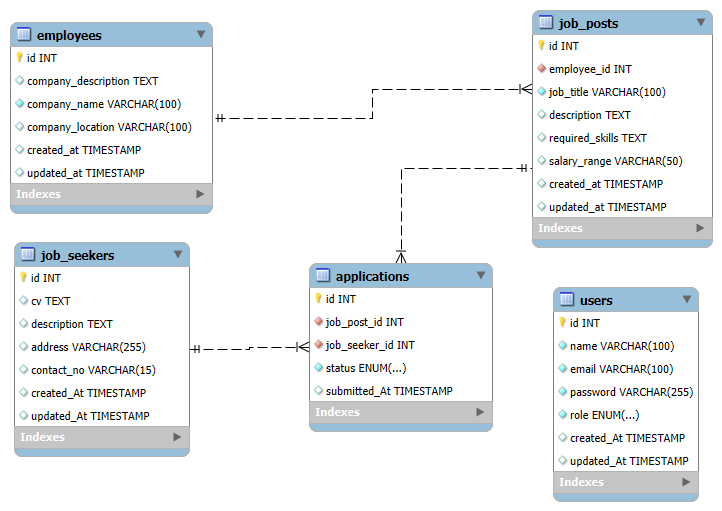 employees
id INT
company_description TEXT
company_name VARCHAR(100)
company_location VARCHAR(100)
created_at TIMESTAMP
updated_at TIMESTAMP
Indexes
job_posts
id INT
employee_id INT
job_title VARCHAR(100)
description TEXT
required_skills TEXT
salary_range VARCHAR(50)
created_at TIMESTAMP
updated_at TIMESTAMP
Indexes
job_seekers
id INT
cv TEXT
description TEXT
address VARCHAR(255)
contact_no VARCHAR(15)
created_At TIMESTAMP
updated_At TIMESTAMP
Indexes
applications
id INT
job_post_id INT
job_seeker_id INT
status ENUM(...)
submitted_At TIMESTAMP
Indexes
users
id INT
name VARCHAR(100)
email VARCHAR(100)
password VARCHAR(255)
role ENUM(...)
created_At TIMESTAMP
updated_At TIMESTAMP
Indexes